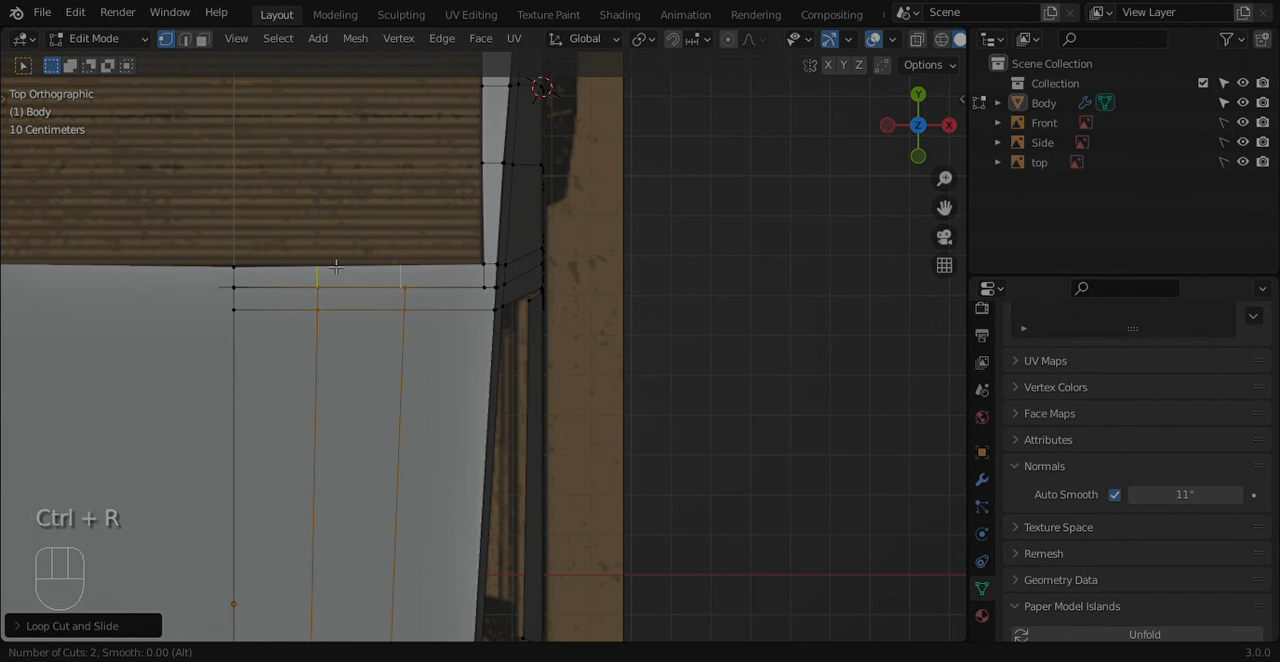 File Edit Render Window Help Layout Modeling Sculpting UV Editing Texture Paint Shading Animation Rendering Compositing Scene View Layer
Edit Mode View Select Add Mesh Vertex Edge Face UV Global
X Y Z Options
Top Orthographic
(1) Body
10 Centimeters
Y
X
Z
Scene Collection
Collection
Body
Front
Side
top
UV Maps
Vertex Colors
Face Maps
Attributes
Normals
Auto Smooth 11°
Texture Space
Remesh
Geometry Data
Paper Model Islands
Unfold
Ctrl + R
Loop Cut and Slide
Number of Cuts: 2, Smooth: 0.00 (Alt)
3.0.0